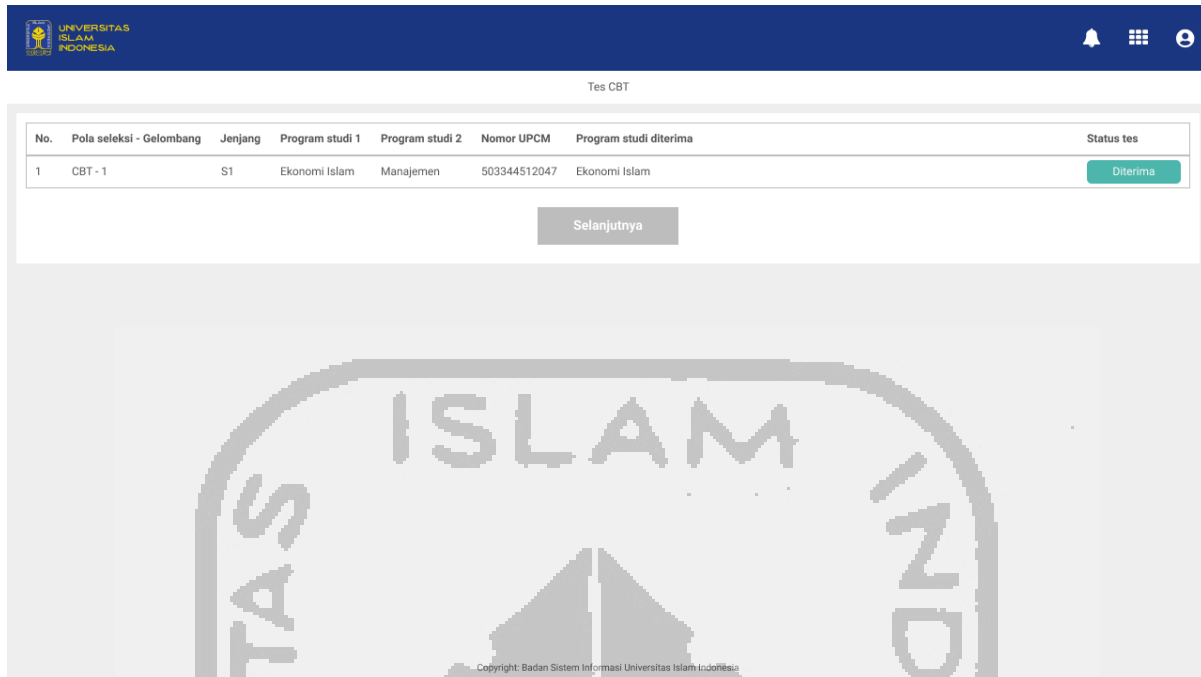 UNIVERSITAS
ISLAM
INDONESIA
Tes CBT
No. Pola seleksi - Gelombang Jenjang Program studi 1 Program studi 2 Nomor UPCM Program studi diterima Status tes
1 CBT - 1 S1 Ekonomi Islam Manajemen 503344512047 Ekonomi Islam Diterima
Selanjutnya
ISLAM
Copyright: Badan Sistem Informasi Universitas Islam Indonesia